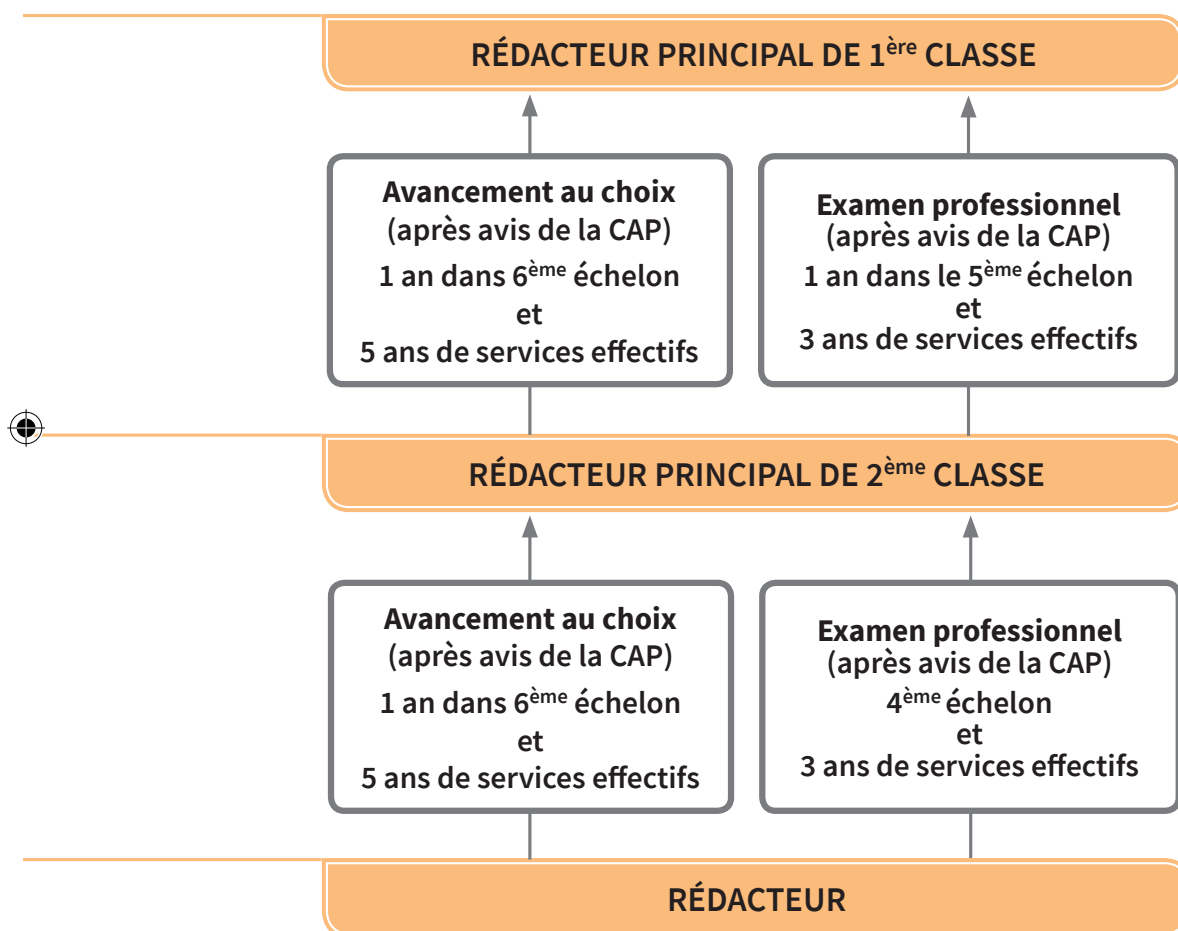 RÉDACTEUR PRINCIPAL DE 1ère CLASSE
Avancement au choix
(après avis de la CAP)
1 an dans 6ème échelon
et
5 ans de services effectifs
Examen professionnel
(après avis de la CAP)
1 an dans le 5ème échelon
et
3 ans de services effectifs
RÉDACTEUR PRINCIPAL DE 2ème CLASSE
Avancement au choix
(après avis de la CAP)
1 an dans 6ème échelon
et
5 ans de services effectifs
Examen professionnel
(après avis de la CAP)
4ème échelon
et
3 ans de services effectifs
RÉDACTEUR